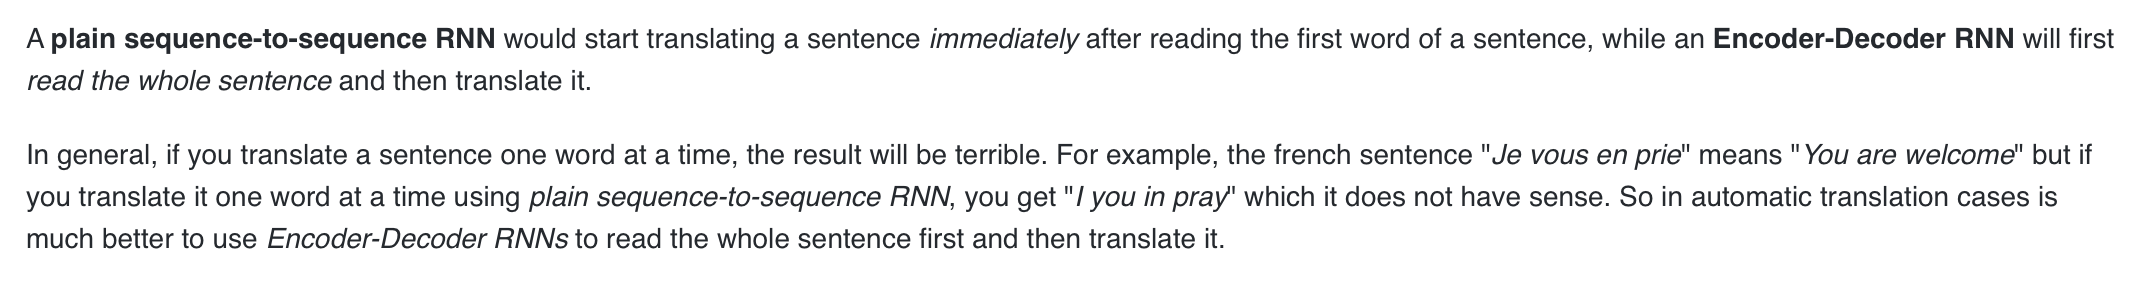 A plain sequence-to-sequence RNN would start translating a sentence immediately after reading the first word of a sentence, while an Encoder-Decoder RNN will first
read the whole sentence and then translate it.
In general, if you translate a sentence one word at a time, the result will be terrible. For example, the french sentence "Je vous en prie" means "You are welcome" but if
you translate it one word at a time using plain sequence-to-sequence RNN, you get "I you in pray" which it does not have sense. So in automatic translation cases is
much better to use Encoder-Decoder RNNs to read the whole sentence first and then translate it.